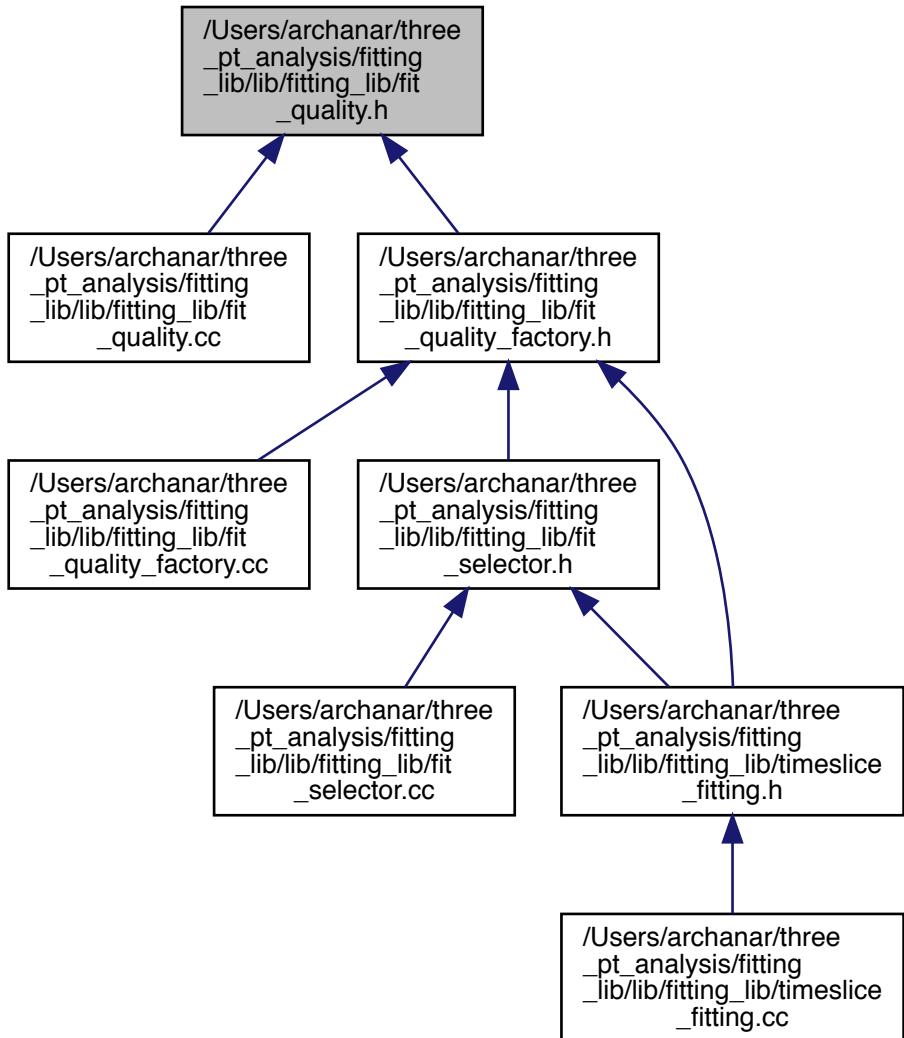 /Users/archanar/three
_pt_analysis/fitting
_lib/lib/fitting_lib/fit
_quality.h
/Users/archanar/three
_pt_analysis/fitting
_lib/lib/fitting_lib/fit
_quality.cc
/Users/archanar/three
_pt_analysis/fitting
_lib/lib/fitting_lib/fit
_quality_factory.h
/Users/archanar/three
_pt_analysis/fitting
_lib/lib/fitting_lib/fit
_quality_factory.cc
/Users/archanar/three
_pt_analysis/fitting
_lib/lib/fitting_lib/fit
_selector.h
/Users/archanar/three
_pt_analysis/fitting
_lib/lib/fitting_lib/fit
_selector.cc
/Users/archanar/three
_pt_analysis/fitting
_lib/lib/fitting_lib/timeslice
_fitting.h
/Users/archanar/three
_pt_analysis/fitting
_lib/lib/fitting_lib/timeslice
_fitting.cc